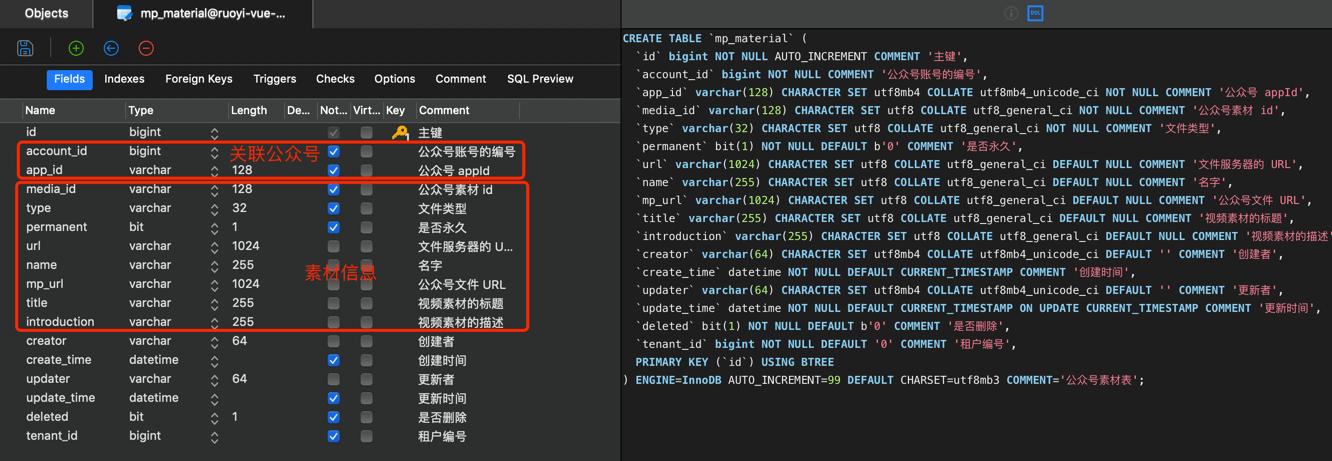 Objects
mp_material@ruoyi-vue-...
Fields Indexes Foreign Keys Triggers Checks Options Comment SQL Preview
Name Type Length De... Not... Virt... Key Comment
id bigint 主键
account_id bigint 公众号账号的编号
关联公众号
app_id varchar 128 公众号 appId
media_id varchar 128 公众号素材 id
type varchar 32 文件类型
permanent bit 1 是否永久
url varchar 1024 文件服务器的 U...
name varchar 255 名字
素材信息
mp_url varchar 1024 公众号文件 URL
title varchar 255 视频素材的标题
introduction varchar 255 视频素材的描述
creator varchar 64 创建者
create_time datetime 创建时间
updater varchar 64 更新者
update_time datetime 更新时间
deleted bit 1 是否删除
tenant_id bigint 租户编号
DDL
CREATE TABLE `mp_material` (
`id` bigint NOT NULL AUTO_INCREMENT COMMENT '主键',
`account_id` bigint NOT NULL COMMENT '公众号账号的编号',
`app_id` varchar(128) CHARACTER SET utf8mb4 COLLATE utf8mb4_unicode_ci NOT NULL COMMENT '公众号 appId',
`media_id` varchar(128) CHARACTER SET utf8 COLLATE utf8_general_ci NOT NULL COMMENT '公众号素材 id',
`type` varchar(32) CHARACTER SET utf8 COLLATE utf8_general_ci NOT NULL COMMENT '文件类型',
`permanent` bit(1) NOT NULL DEFAULT b'0' COMMENT '是否永久',
`url` varchar(1024) CHARACTER SET utf8 COLLATE utf8_general_ci DEFAULT NULL COMMENT '文件服务器的 URL',
`name` varchar(255) CHARACTER SET utf8 COLLATE utf8_general_ci DEFAULT NULL COMMENT '名字',
`mp_url` varchar(1024) CHARACTER SET utf8 COLLATE utf8_general_ci DEFAULT NULL COMMENT '公众号文件 URL',
`title` varchar(255) CHARACTER SET utf8 COLLATE utf8_general_ci DEFAULT NULL COMMENT '视频素材的标题',
`introduction` varchar(255) CHARACTER SET utf8 COLLATE utf8_general_ci DEFAULT NULL COMMENT '视频素材的描述'
`creator` varchar(64) CHARACTER SET utf8mb4 COLLATE utf8mb4_unicode_ci DEFAULT '' COMMENT '创建者',
`create_time` datetime NOT NULL DEFAULT CURRENT_TIMESTAMP COMMENT '创建时间',
`updater` varchar(64) CHARACTER SET utf8mb4 COLLATE utf8mb4_unicode_ci DEFAULT '' COMMENT '更新者',
`update_time` datetime NOT NULL DEFAULT CURRENT_TIMESTAMP ON UPDATE CURRENT_TIMESTAMP COMMENT '更新时间',
`deleted` bit(1) NOT NULL DEFAULT b'0' COMMENT '是否删除',
`tenant_id` bigint NOT NULL DEFAULT '0' COMMENT '租户编号',
PRIMARY KEY (`id`) USING BTREE
) ENGINE=InnoDB AUTO_INCREMENT=99 DEFAULT CHARSET=utf8mb3 COMMENT='公众号素材表';